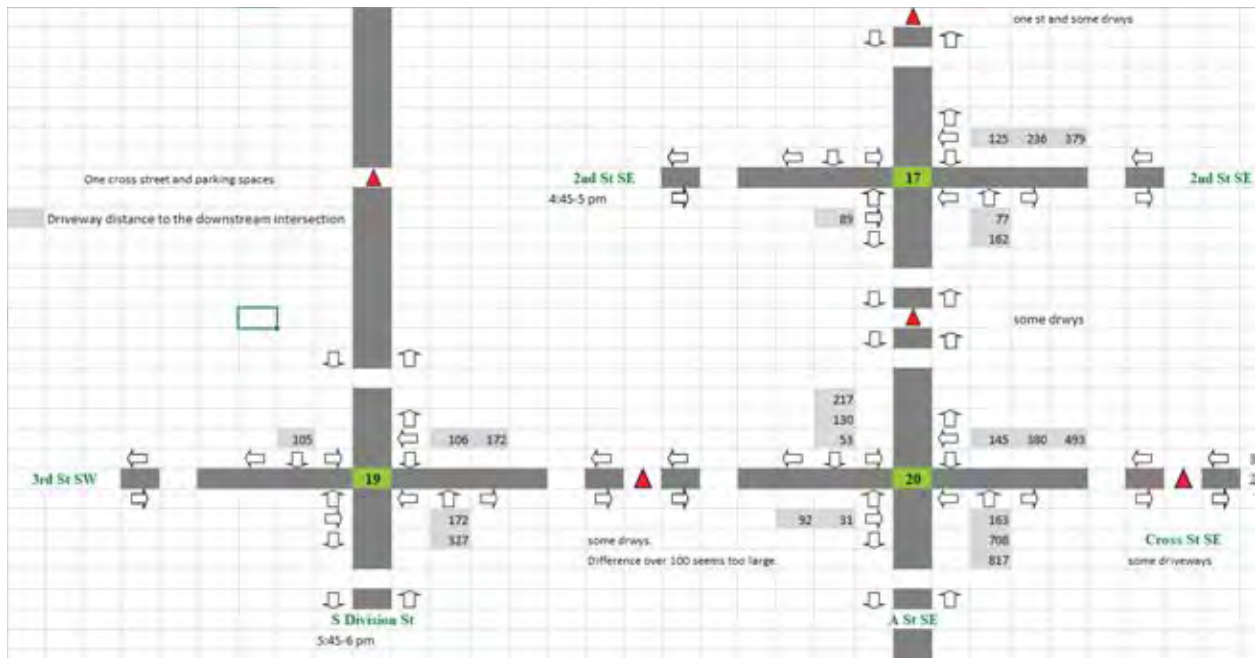 one st and some drwys
125 236 379
One cross street and parking spaces
2nd St SE
17
2nd St SE
4:45-5 pm
Driveway distance to the downstream intersection
89
77
162
some drwys
217
130
53
105
106 172
145 380 493
3rd St SW
19
20
172
327
92 31
163
708
817
some drwys.
Difference over 100 seems too large.
Cross St SE
some driveways
S Division St
A St SE
5:45-6 pm